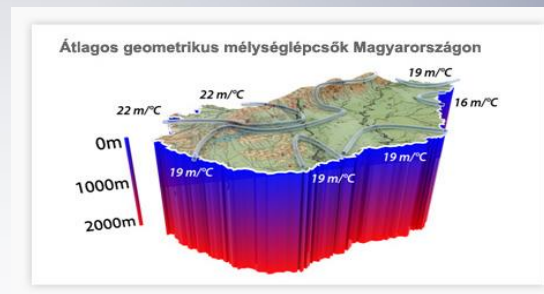 Átlagos geometrikus mélységlépcsők Magyarországon
19 m/°C
22 m/°C
16 m/°C
22 m/°C
0m
19 m/°C
19 m/°C
19 m/°C
1000m
2000m